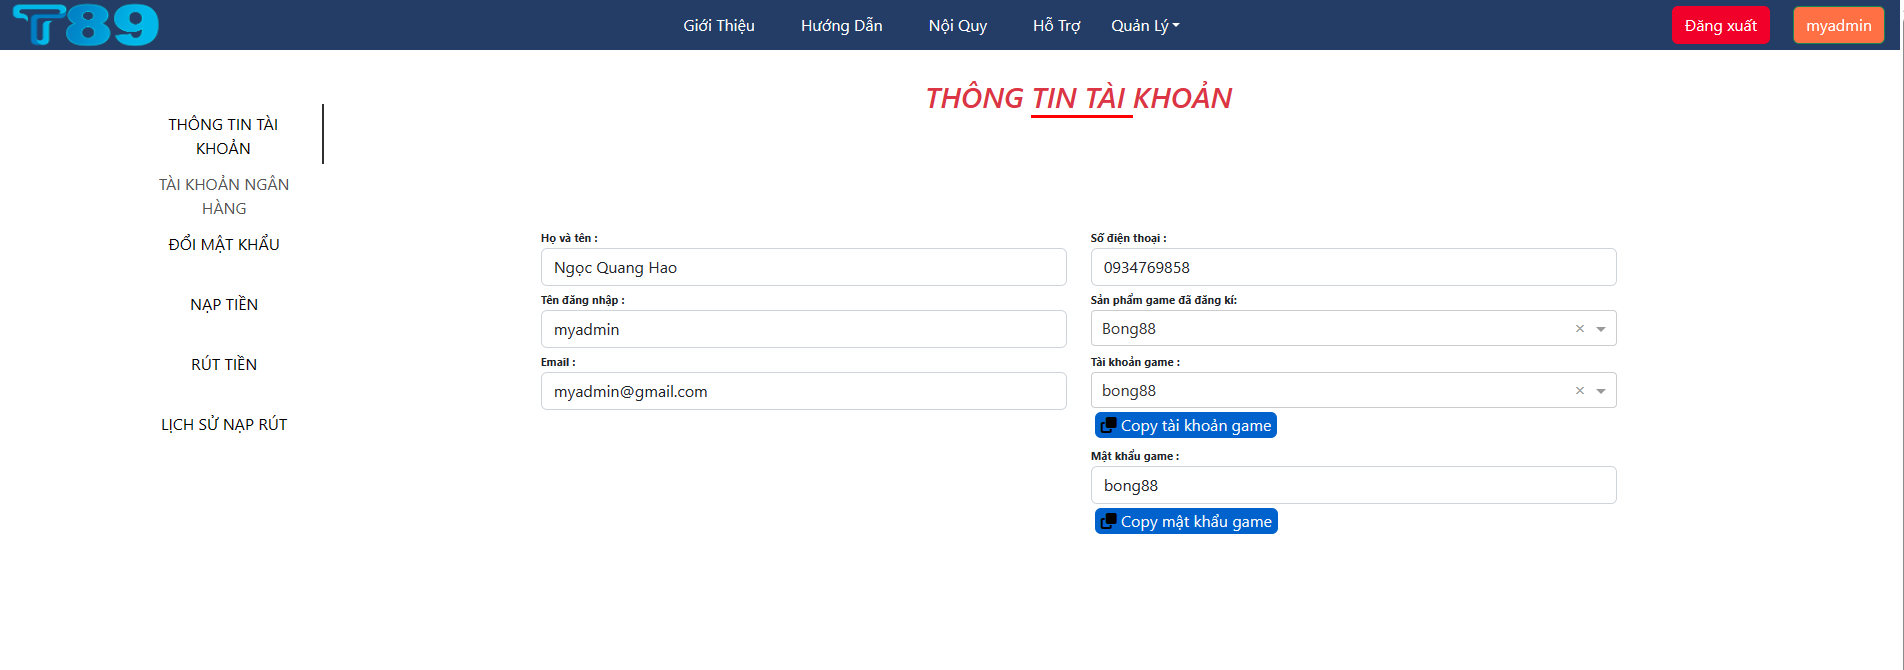 T89
Giới Thiệu
Hướng Dẫn
Nội Quy
Hỗ Trợ
Quản Lý
Đăng xuất
myadmin
THÔNG TIN TÀI KHOẢN
THÔNG TIN TÀI
KHOẢN
TÀI KHOẢN NGÂN
HÀNG
ĐỔI MẬT KHẨU
NẠP TIỀN
RÚT TIỀN
LỊCH SỬ NẠP RÚT
Họ và tên :
Ngọc Quang Hao
Tên đăng nhập :
myadmin
Email :
myadmin@gmail.com
Số điện thoại :
0934769858
Sản phẩm game đã đăng kí:
Bong88
Tài khoản game :
bong88
Copy tài khoản game
Mật khẩu game :
bong88
Copy mật khẩu game